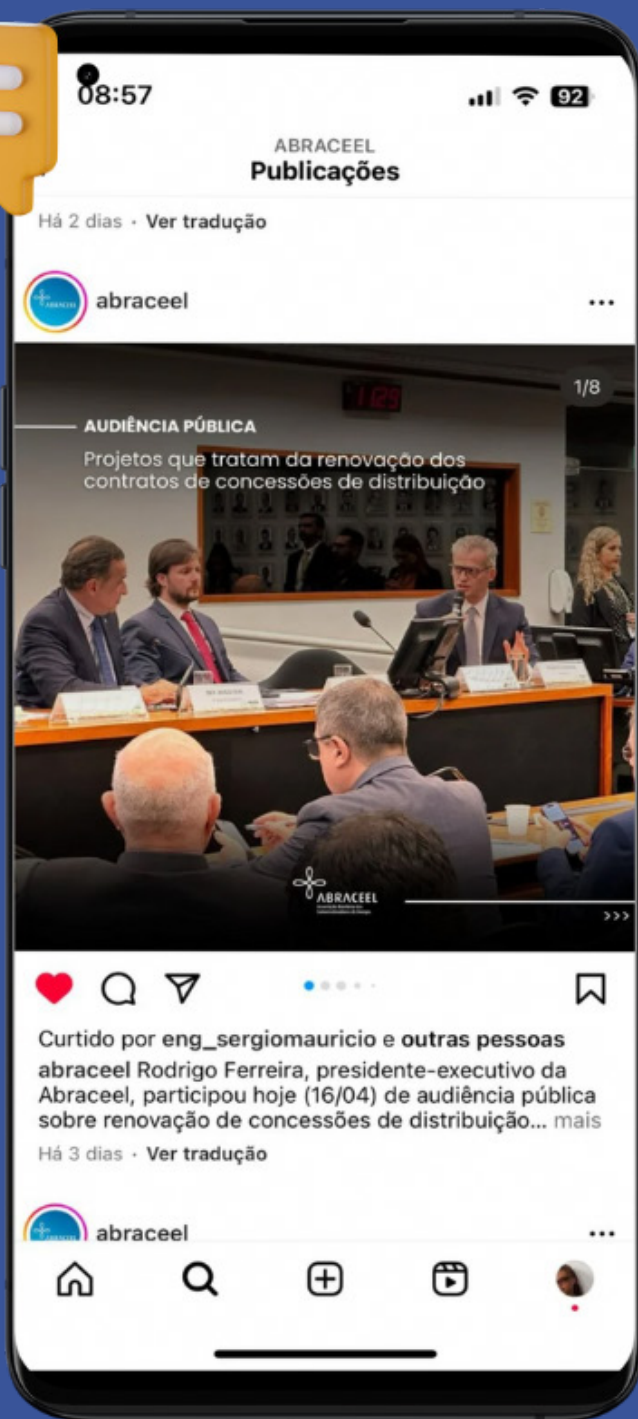 08:57
92
ABRACEEL
Publicações
Há 2 dias · Ver tradução
abraceel
1/8
AUDIÊNCIA PÚBLICA
Projetos que tratam da renovação dos
contratos de concessões de distribuição
ABRACEEL
>>>
Curtido por eng_sergiomauricio e outras pessoas
abraceel Rodrigo Ferreira, presidente-executivo da
Abraceel, participou hoje (16/04) de audiência pública
sobre renovação de concessões de distribuição... mais
Há 3 dias · Ver tradução
abraceel